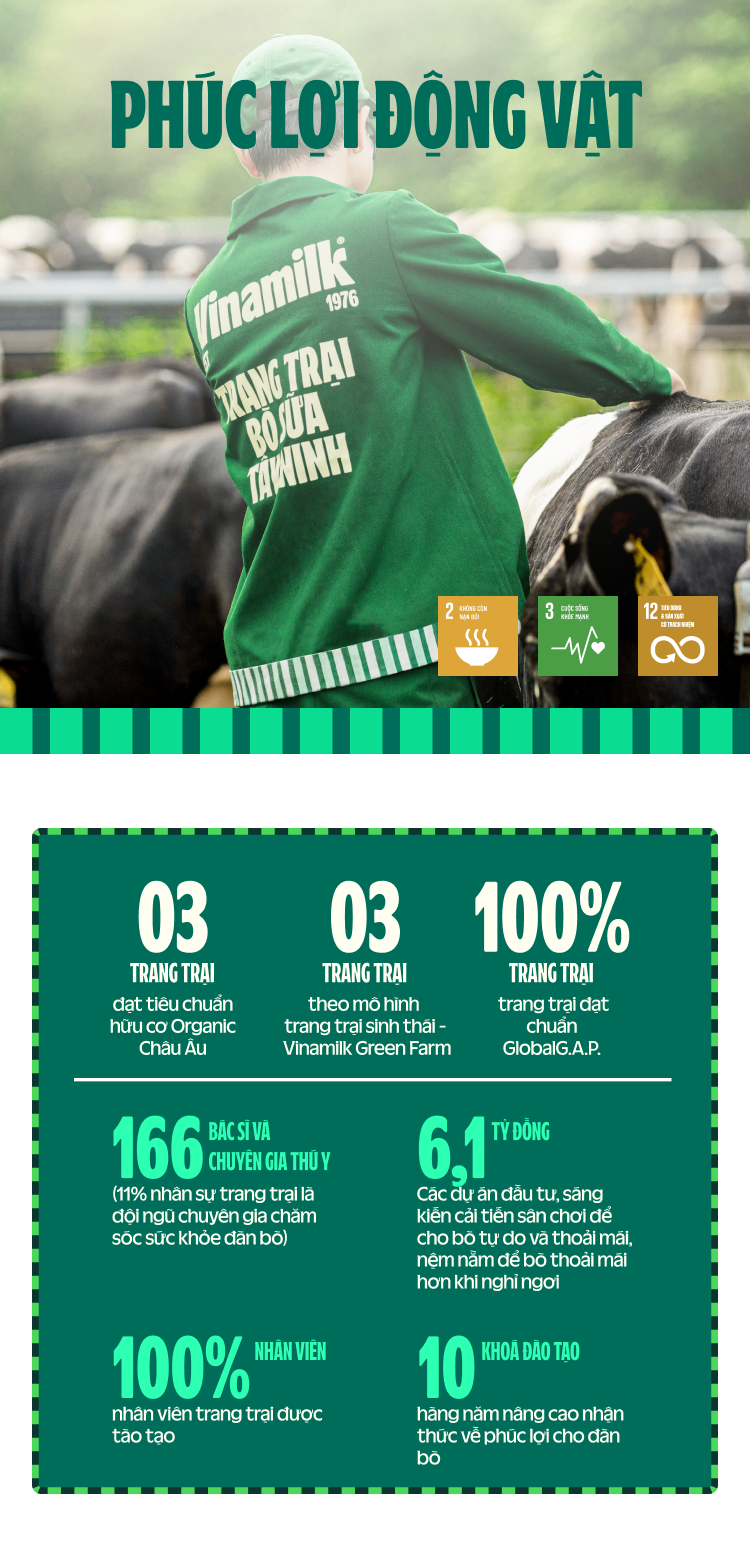 PHÚC LỢI ĐỘNG VẬT
Vinamilk®
1976
TRANG TRẠI
BÒ SỮA
TÂY NINH
2 KHÔNG CÒN
NẠN ĐÓI
3 CUỘC SỐNG
KHỎE MẠNH
12 TIÊU DÙNG
& SẢN XUẤT
CÓ TRÁCH NHIỆM
03
TRANG TRẠI
đạt tiêu chuẩn
hữu cơ Organic
Châu Âu
03
TRANG TRẠI
theo mô hình
trang trại sinh thái -
Vinamilk Green Farm
100%
TRANG TRẠI
trang trại đạt
chuẩn
GlobalG.A.P.
166 BÁC SĨ VÀ
CHUYÊN GIA THÚ Y
(11% nhân sự trang trại là
đội ngũ chuyên gia chăm
sóc sức khỏe đàn bò)
6,1 TỶ ĐỒNG
Các dự án đầu tư, sáng
kiến cải tiến sân chơi để
cho bò tự do và thoải mái,
nệm nằm để bò thoải mái
hơn khi nghỉ ngơi
100% NHÂN VIÊN
nhân viên trang trại được
tào tạo
10 KHOÁ ĐÀO TẠO
hàng năm nâng cao nhận
thức về phúc lợi cho đàn
bò